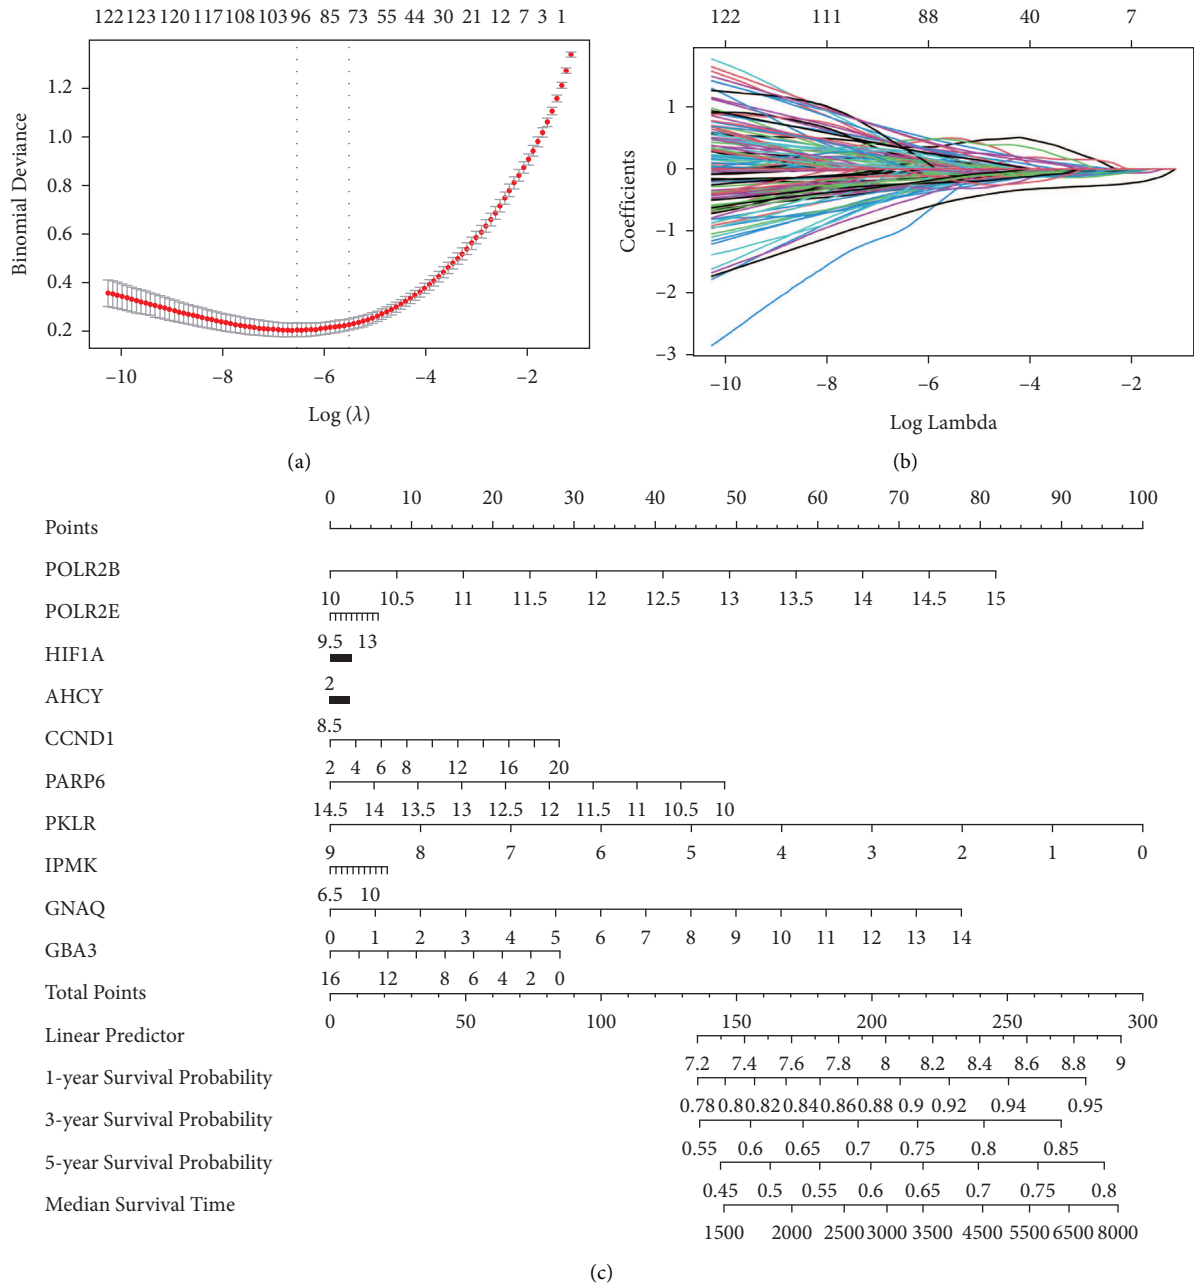 122 123 120 117 108 103 96 85 73 55 44 30 21 12 7 3 1
Binomial Deviance
1.2
1.0
0.8
0.6
0.4
0.2
−10 −8 −6 −4 −2
Log (λ)
(a)
122 111 88 40 7
Coefficients
1
0
−1
−2
−3
−10 −8 −6 −4 −2
Log Lambda
(b)
0 10 20 30 40 50 60 70 80 90 100
Points
POLR2B
10 10.5 11 11.5 12 12.5 13 13.5 14 14.5 15
POLR2E
9.5 13
HIF1A
2
AHCY
8.5
CCND1
2 4 6 8 12 16 20
PARP6
14.5 14 13.5 13 12.5 12 11.5 11 10.5 10
PKLR
9 8 7 6 5 4 3 2 1 0
IPMK
6.5 10
GNAQ
0 1 2 3 4 5 6 7 8 9 10 11 12 13 14
GBA3
16 12 8 6 4 2 0
Total Points
0 50 100 150 200 250 300
Linear Predictor
7.2 7.4 7.6 7.8 8 8.2 8.4 8.6 8.8 9
1-year Survival Probability
0.78 0.8 0.82 0.84 0.86 0.88 0.9 0.92 0.94 0.95
3-year Survival Probability
0.55 0.6 0.65 0.7 0.75 0.8 0.85
5-year Survival Probability
0.45 0.5 0.55 0.6 0.65 0.7 0.75 0.8
Median Survival Time
1500 2000 2500 3000 3500 4500 5500 6500 8000
(c)